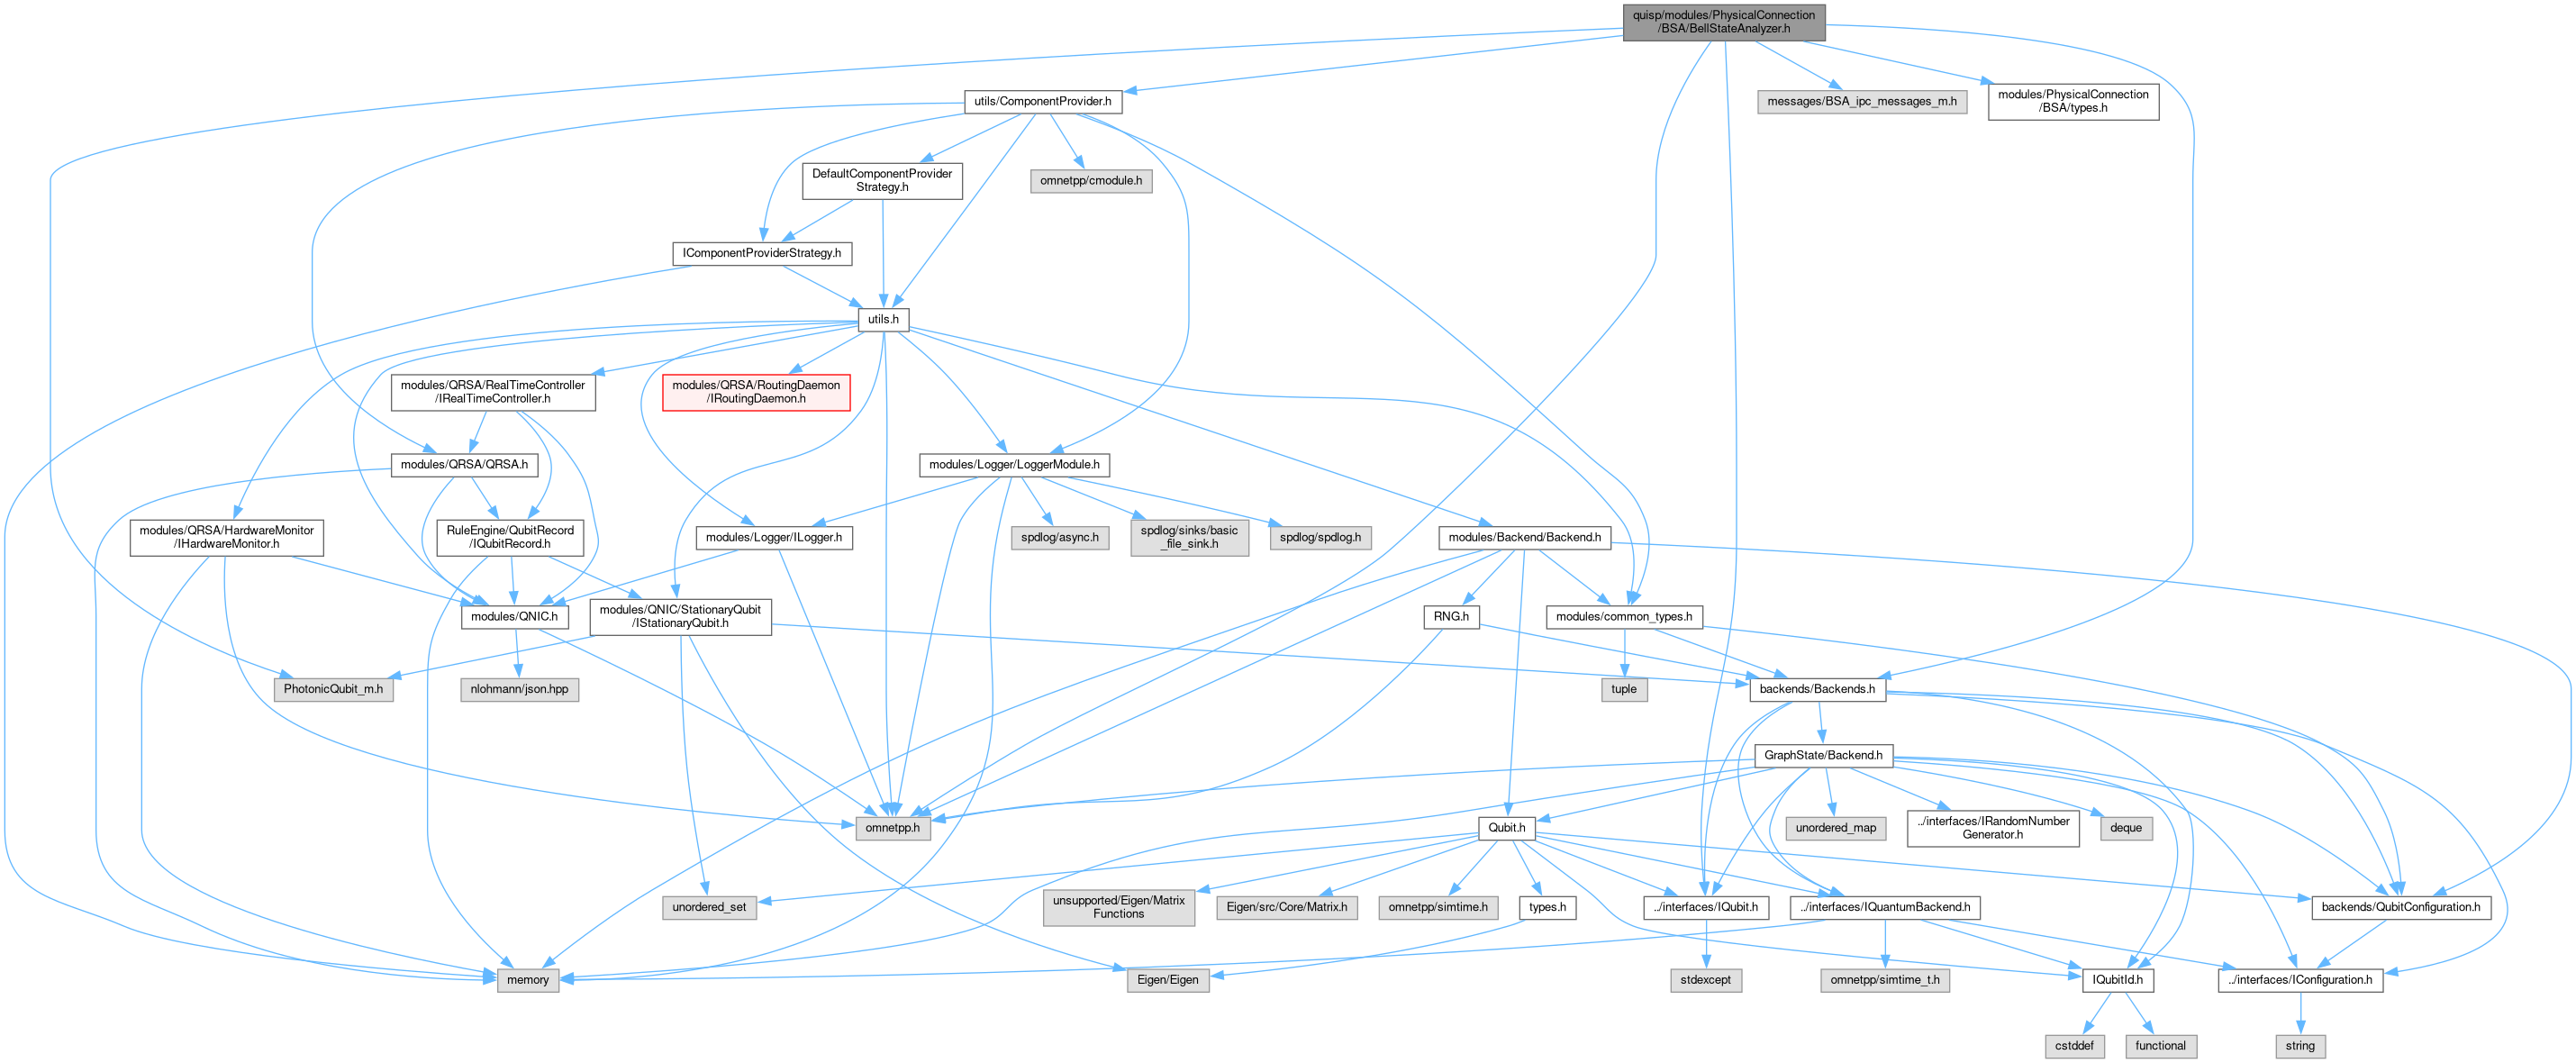 quisp/modules/PhysicalConnection
/BSA/BellStateAnalyzer.h
utils/ComponentProvider.h
messages/BSA_ipc_messages_m.h
modules/PhysicalConnection
/BSA/types.h
DefaultComponentProvider
Strategy.h
omnetpp/cmodule.h
IComponentProviderStrategy.h
utils.h
modules/QRSA/RealTimeController
/IRealTimeController.h
modules/QRSA/RoutingDaemon
/IRoutingDaemon.h
modules/QRSA/QRSA.h
modules/Logger/LoggerModule.h
modules/QRSA/HardwareMonitor
/IHardwareMonitor.h
RuleEngine/QubitRecord
/IQubitRecord.h
modules/Logger/ILogger.h
spdlog/async.h
spdlog/sinks/basic
_file_sink.h
spdlog/spdlog.h
modules/Backend/Backend.h
modules/QNIC.h
modules/QNIC/StationaryQubit
/IStationaryQubit.h
RNG.h
modules/common_types.h
PhotonicQubit_m.h
nlohmann/json.hpp
tuple
backends/Backends.h
GraphState/Backend.h
omnetpp.h
Qubit.h
unordered_map
../interfaces/IRandomNumber
Generator.h
deque
unordered_set
unsupported/Eigen/Matrix
Functions
Eigen/src/Core/Matrix.h
omnetpp/simtime.h
types.h
../interfaces/IQubit.h
../interfaces/IQuantumBackend.h
backends/QubitConfiguration.h
memory
Eigen/Eigen
stdexcept
omnetpp/simtime_t.h
IQubitId.h
../interfaces/IConfiguration.h
cstddef
functional
string